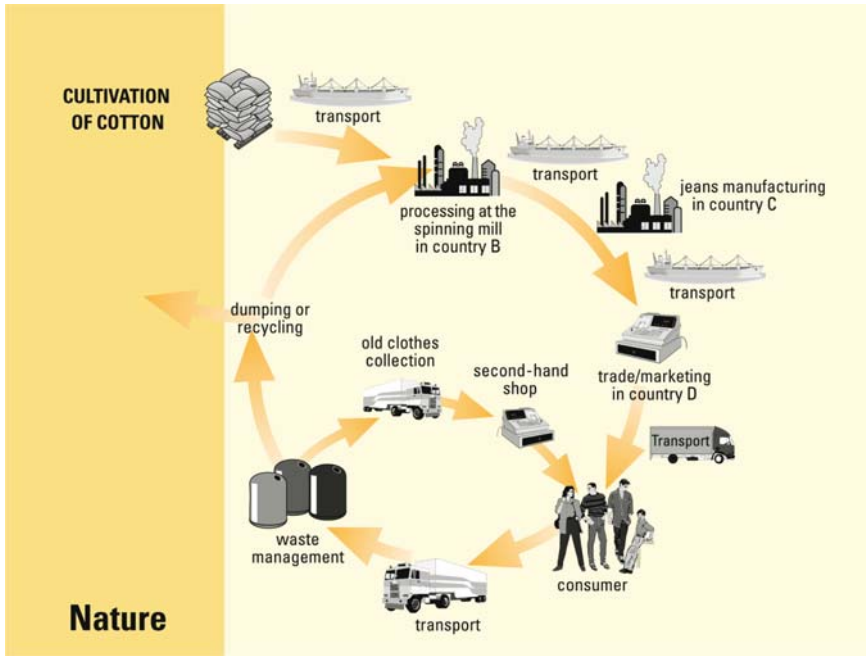 CULTIVATION
OF COTTON
transport
transport
jeans manufacturing
in country C
processing at the
spinning mill
in country B
transport
dumping or
recycling
old clothes
collection
second-hand
shop
trade/marketing
in country D
Transport
waste
management
consumer
transport
Nature